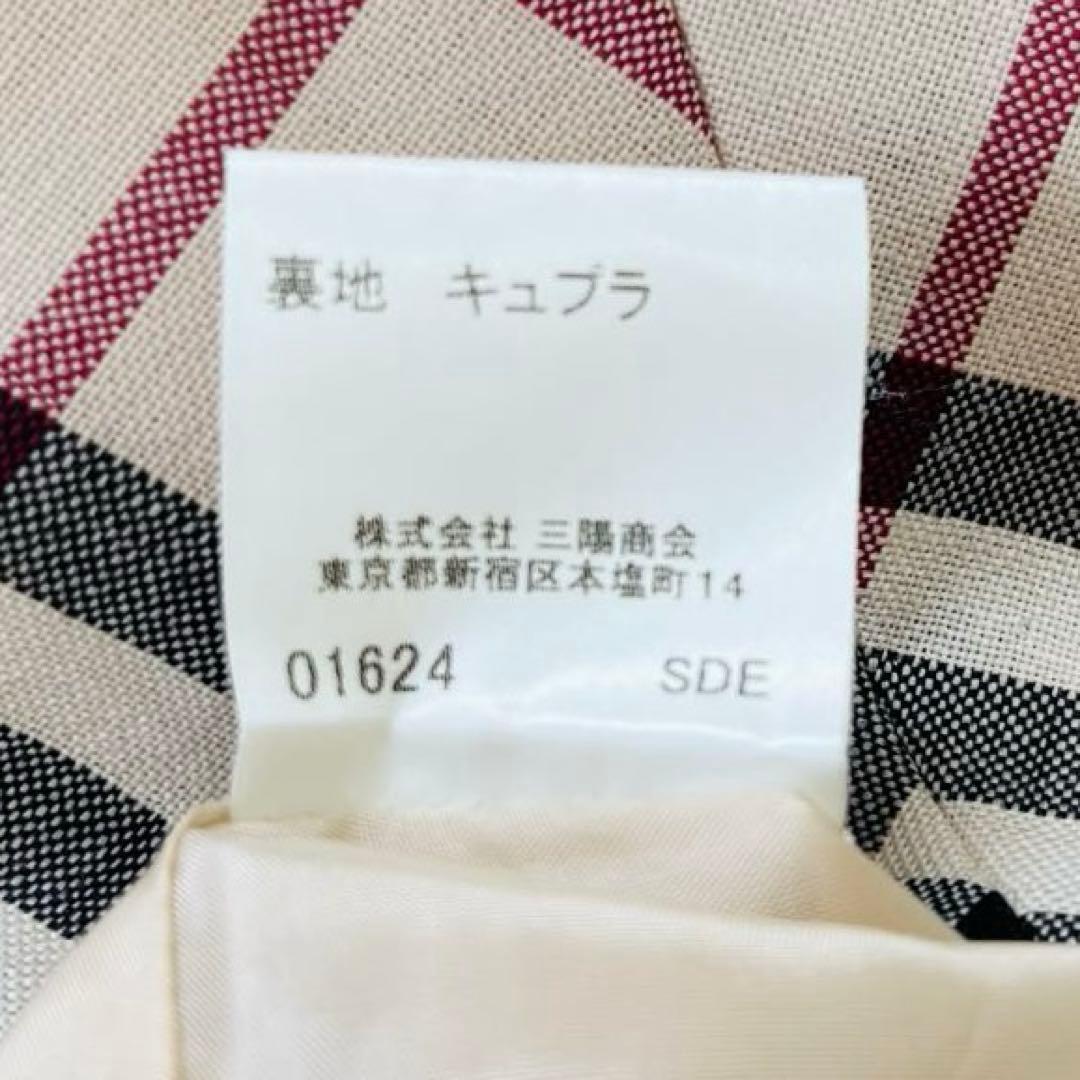 裏地 キュプラ
株式会社 三陽商会
東京都新宿区本塩町14
01624 SDE